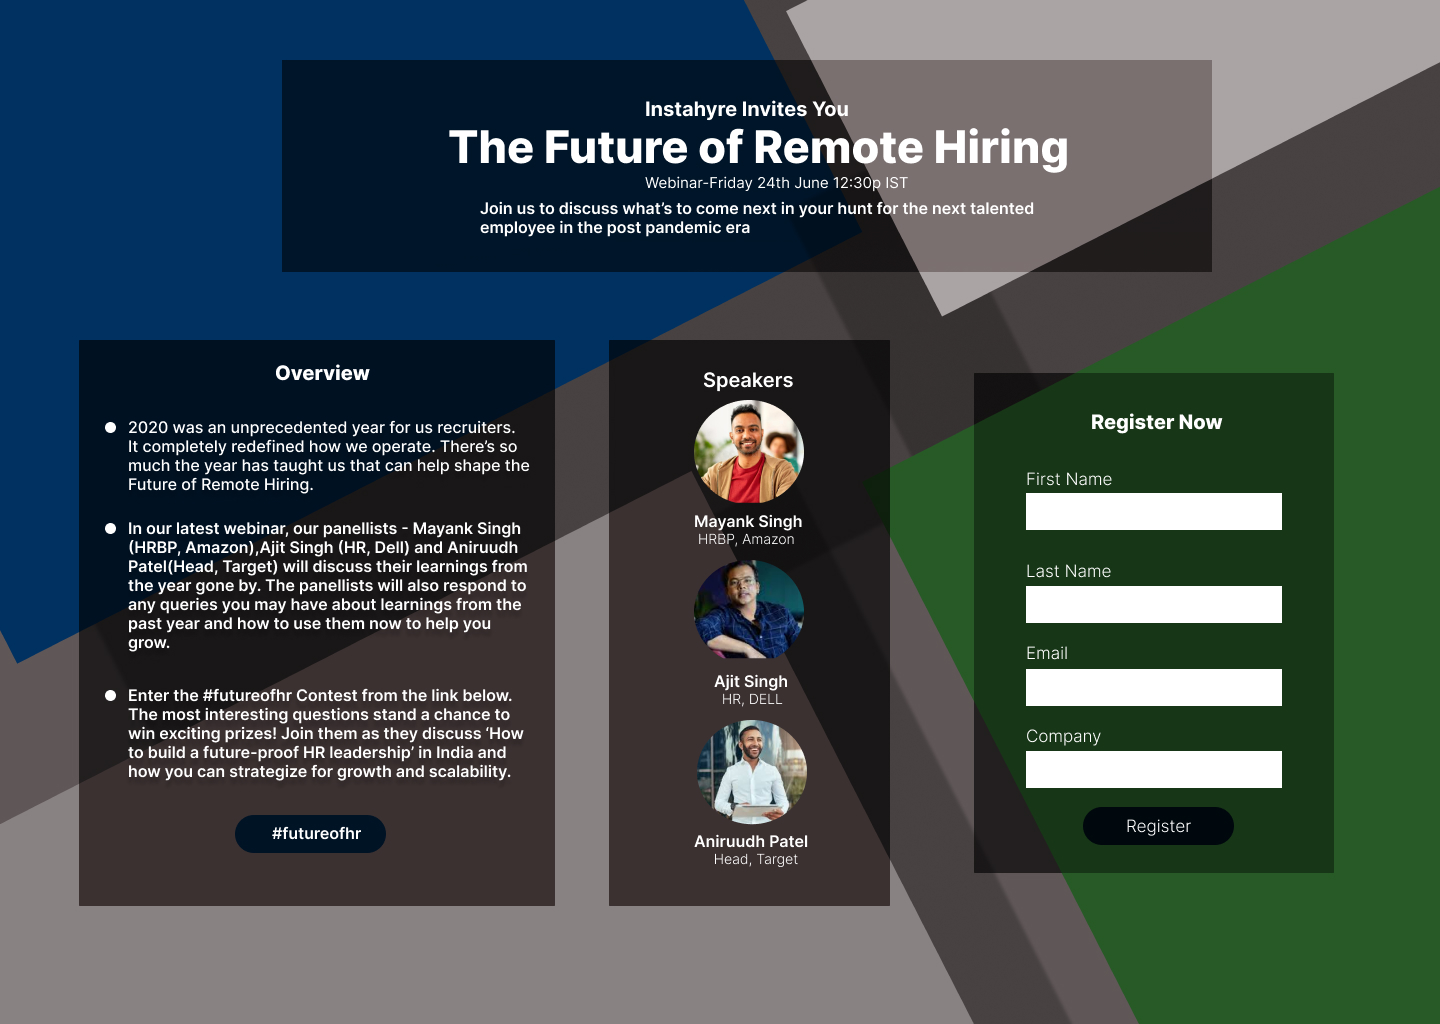 Instahyre Invites You
The Future of Remote Hiring
Webinar-Friday 24th June 12:30p IST
Join us to discuss what’s to come next in your hunt for the next talented
employee in the post pandemic era
Overview
2020 was an unprecedented year for us recruiters.
It completely redefined how we operate. There’s so
much the year has taught us that can help shape the
Future of Remote Hiring.
In our latest webinar, our panellists - Mayank Singh
(HRBP, Amazon),Ajit Singh (HR, Dell) and Aniruudh
Patel(Head, Target) will discuss their learnings from
the year gone by. The panellists will also respond to
any queries you may have about learnings from the
past year and how to use them now to help you
grow.
Enter the #futureofhr Contest from the link below.
The most interesting questions stand a chance to
win exciting prizes! Join them as they discuss ‘How
to build a future-proof HR leadership’ in India and
how you can strategize for growth and scalability.
#futureofhr
Speakers
Mayank Singh
HRBP, Amazon
Ajit Singh
HR, DELL
Aniruudh Patel
Head, Target
Register Now
First Name
Last Name
Email
Company
Register